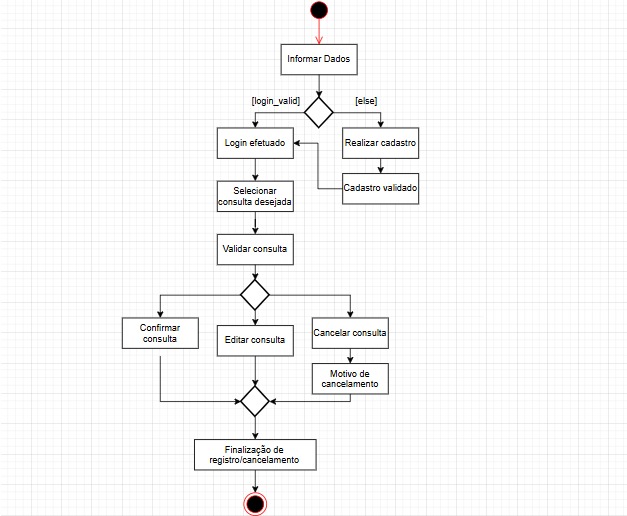 Informar Dados
[login_valid]
[else]
Login efetuado
Realizar cadastro
Cadastro validado
Selecionar
consulta desejada
Validar consulta
Confirmar
consulta
Editar consulta
Cancelar consulta
Motivo de
cancelamento
Finalização de
registro/cancelamento